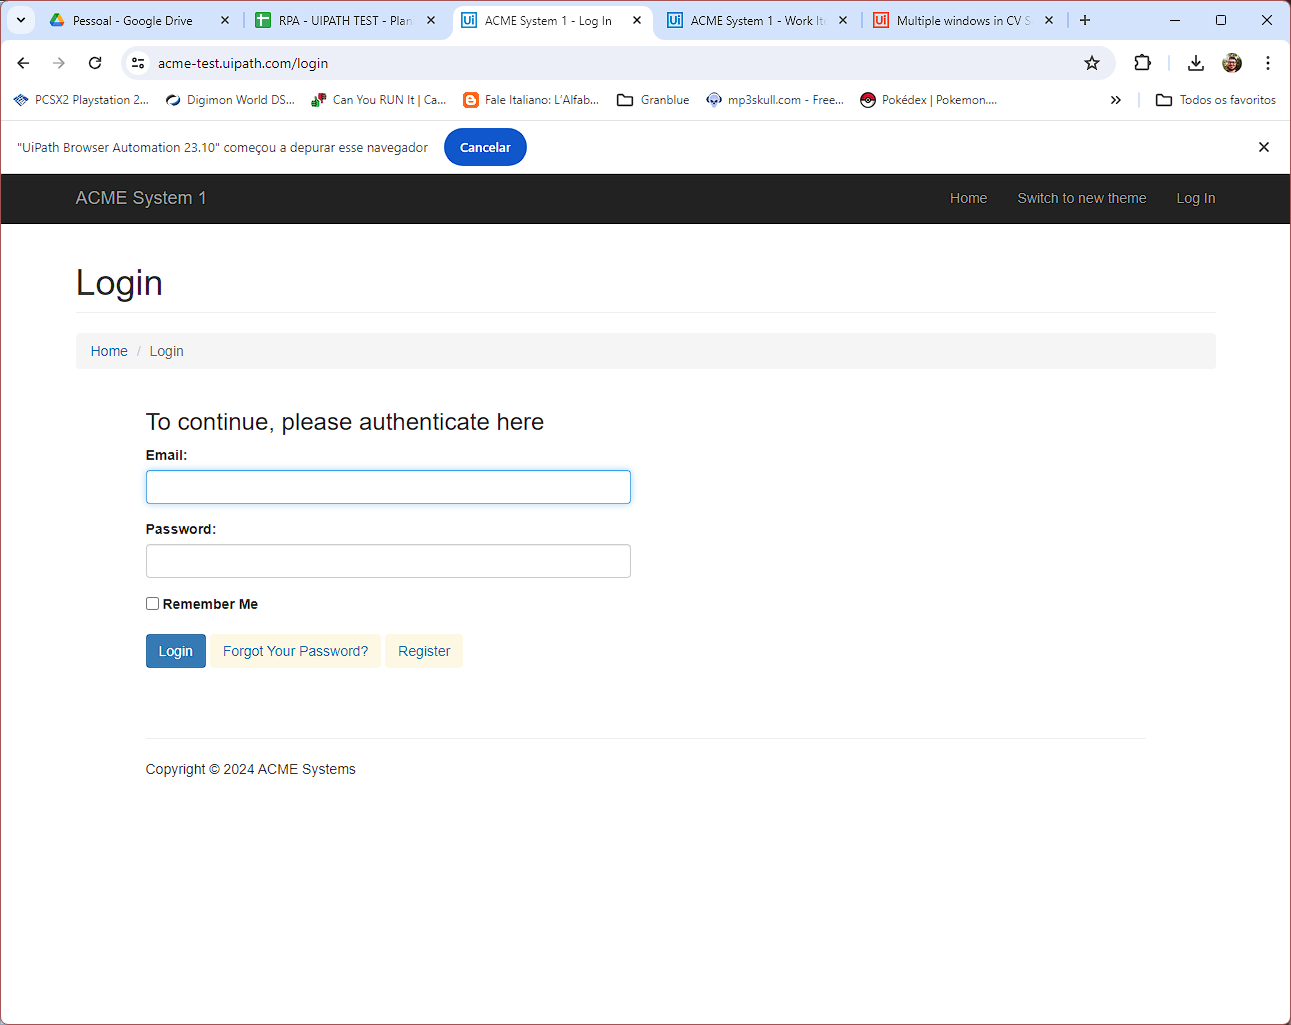 Pessoal - Google Drive
RPA - UIPATH TEST - Plan
ACME System 1 - Log In
ACME System 1 - Work Ite
Multiple windows in CV S
acme-test.uipath.com/login
PCSX2 Playstation 2...
Digimon World DS...
Can You RUN It | Ca...
Fale Italiano: L'Alfab...
Granblue
mp3skull.com - Free...
Pokédex | Pokemon....
Todos os favoritos
"UiPath Browser Automation 23.10" começou a depurar esse navegador
Cancelar
ACME System 1
Home
Switch to new theme
Log In
Login
Home / Login
To continue, please authenticate here
Email:
Password:
Remember Me
Login
Forgot Your Password?
Register
Copyright © 2024 ACME Systems